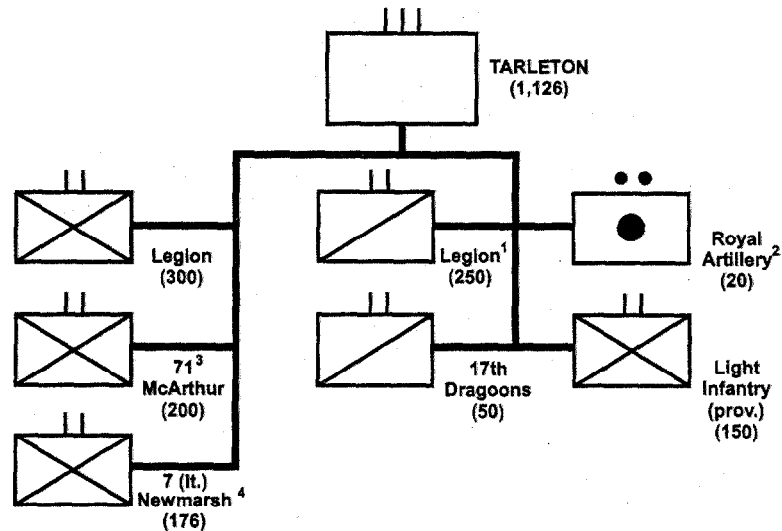 TARLETON
(1,126)
Legion
(300)
Legion¹
(250)
Royal
Artillery²
(20)
71³
McArthur
(200)
17th
Dragoons
(50)
Light
Infantry
(prov.)
(150)
7 (lt.)
Newmarsh ⁴
(176)